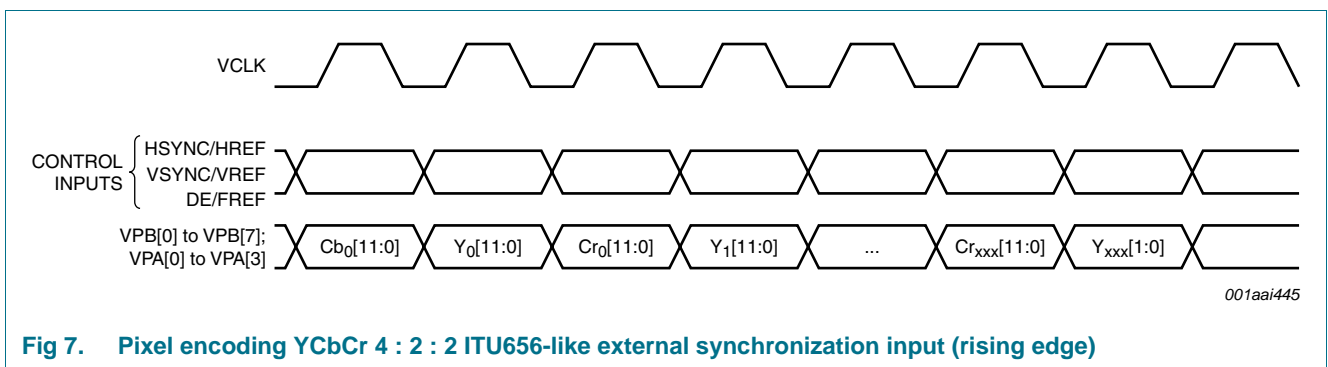 VCLK
CONTROL INPUTS
HSYNC/HREF
VSYNC/VREF
DE/FREF
VPB[0] to VPB[7];
VPA[0] to VPA[3]
Cb0[11:0] Y0[11:0] Cr0[11:0] Y1[11:0] ... Crxxx[11:0] Yxxx[1:0]
001aai445
Fig 7. Pixel encoding YCbCr 4 : 2 : 2 ITU656-like external synchronization input (rising edge)